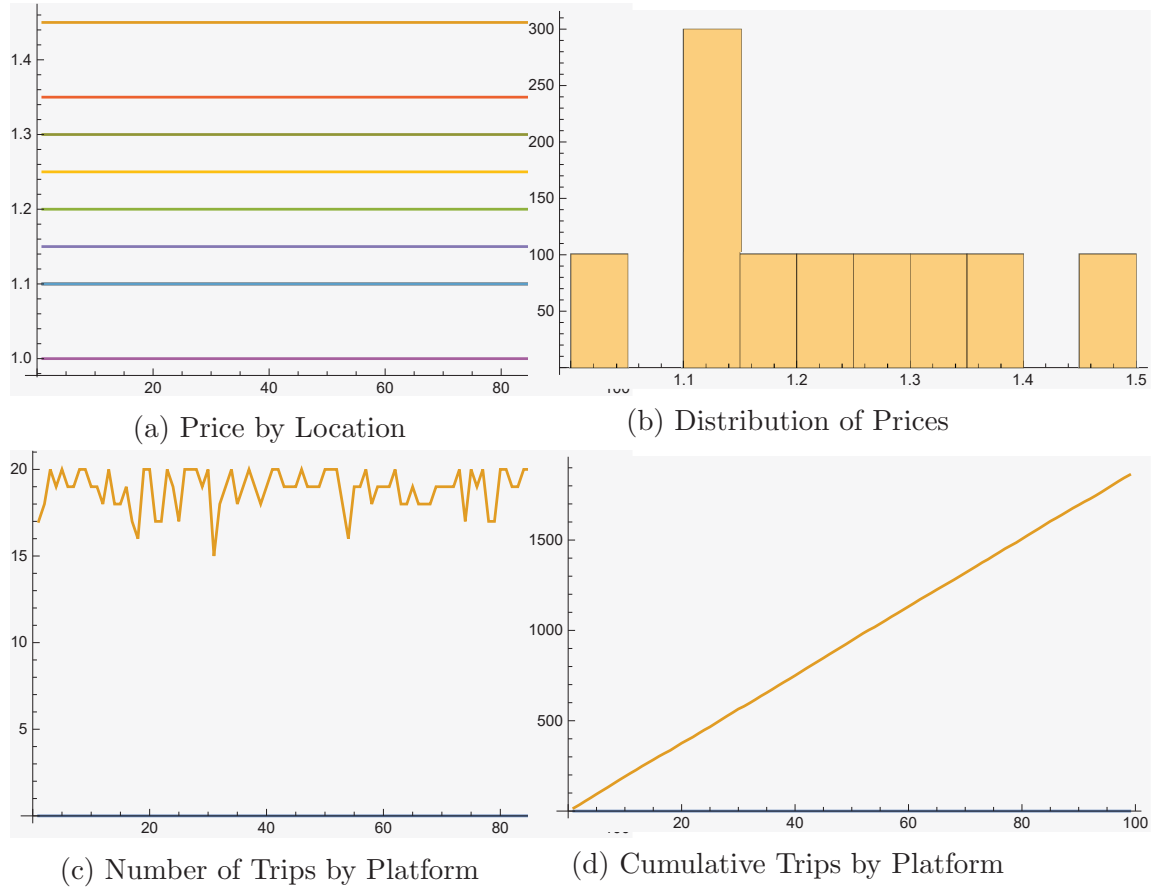 1.4
1.3
1.2
1.1
1.0
20 40 60 80
(a) Price by Location
300
250
200
150
100
50
1.1 1.2 1.3 1.4 1.5
(b) Distribution of Prices
20
15
10
5
20 40 60 80
(c) Number of Trips by Platform
1500
1000
500
20 40 60 80 100
(d) Cumulative Trips by Platform